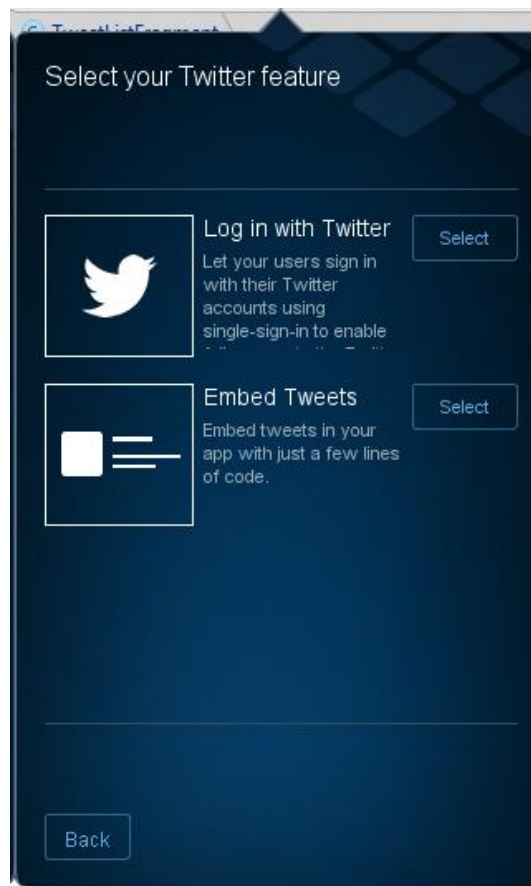 TweetListFragment
Select your Twitter feature
Log in with Twitter
Select
Let your users sign in
with their Twitter
accounts using
single-sign-in to enable
Embed Tweets
Select
Embed tweets in your
app with just a few lines
of code.
Back